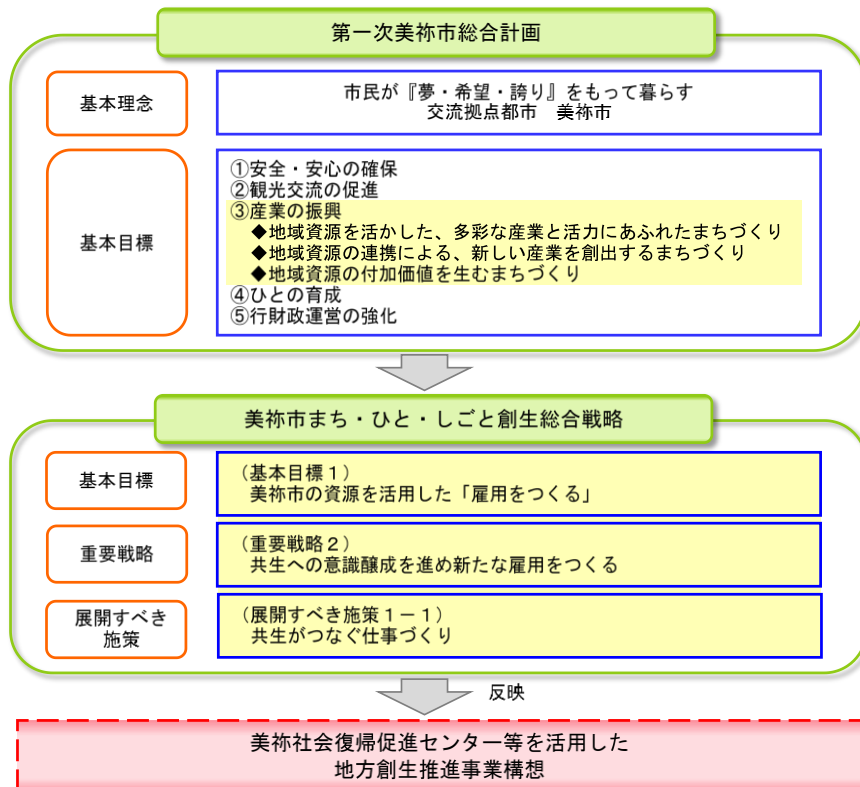 第一次美祢市総合計画
基本理念
市民が『夢・希望・誇り』をもって暮らす
交流拠点都市　美祢市
基本目標
①安全・安心の確保
②観光交流の促進
③産業の振興
◆地域資源を活かした、多彩な産業と活力にあふれたまちづくり
◆地域資源の連携による、新しい産業を創出するまちづくり
◆地域資源の付加価値を生むまちづくり
④ひとの育成
⑤行財政運営の強化
美祢市まち・ひと・しごと創生総合戦略
基本目標
（基本目標１）
美祢市の資源を活用した「雇用をつくる」
重要戦略
（重要戦略２）
共生への意識醸成を進め新たな雇用をつくる
展開すべき
施策
（展開すべき施策１－１）
共生がつなぐ仕事づくり
反映
美祢社会復帰促進センター等を活用した
地方創生推進事業構想